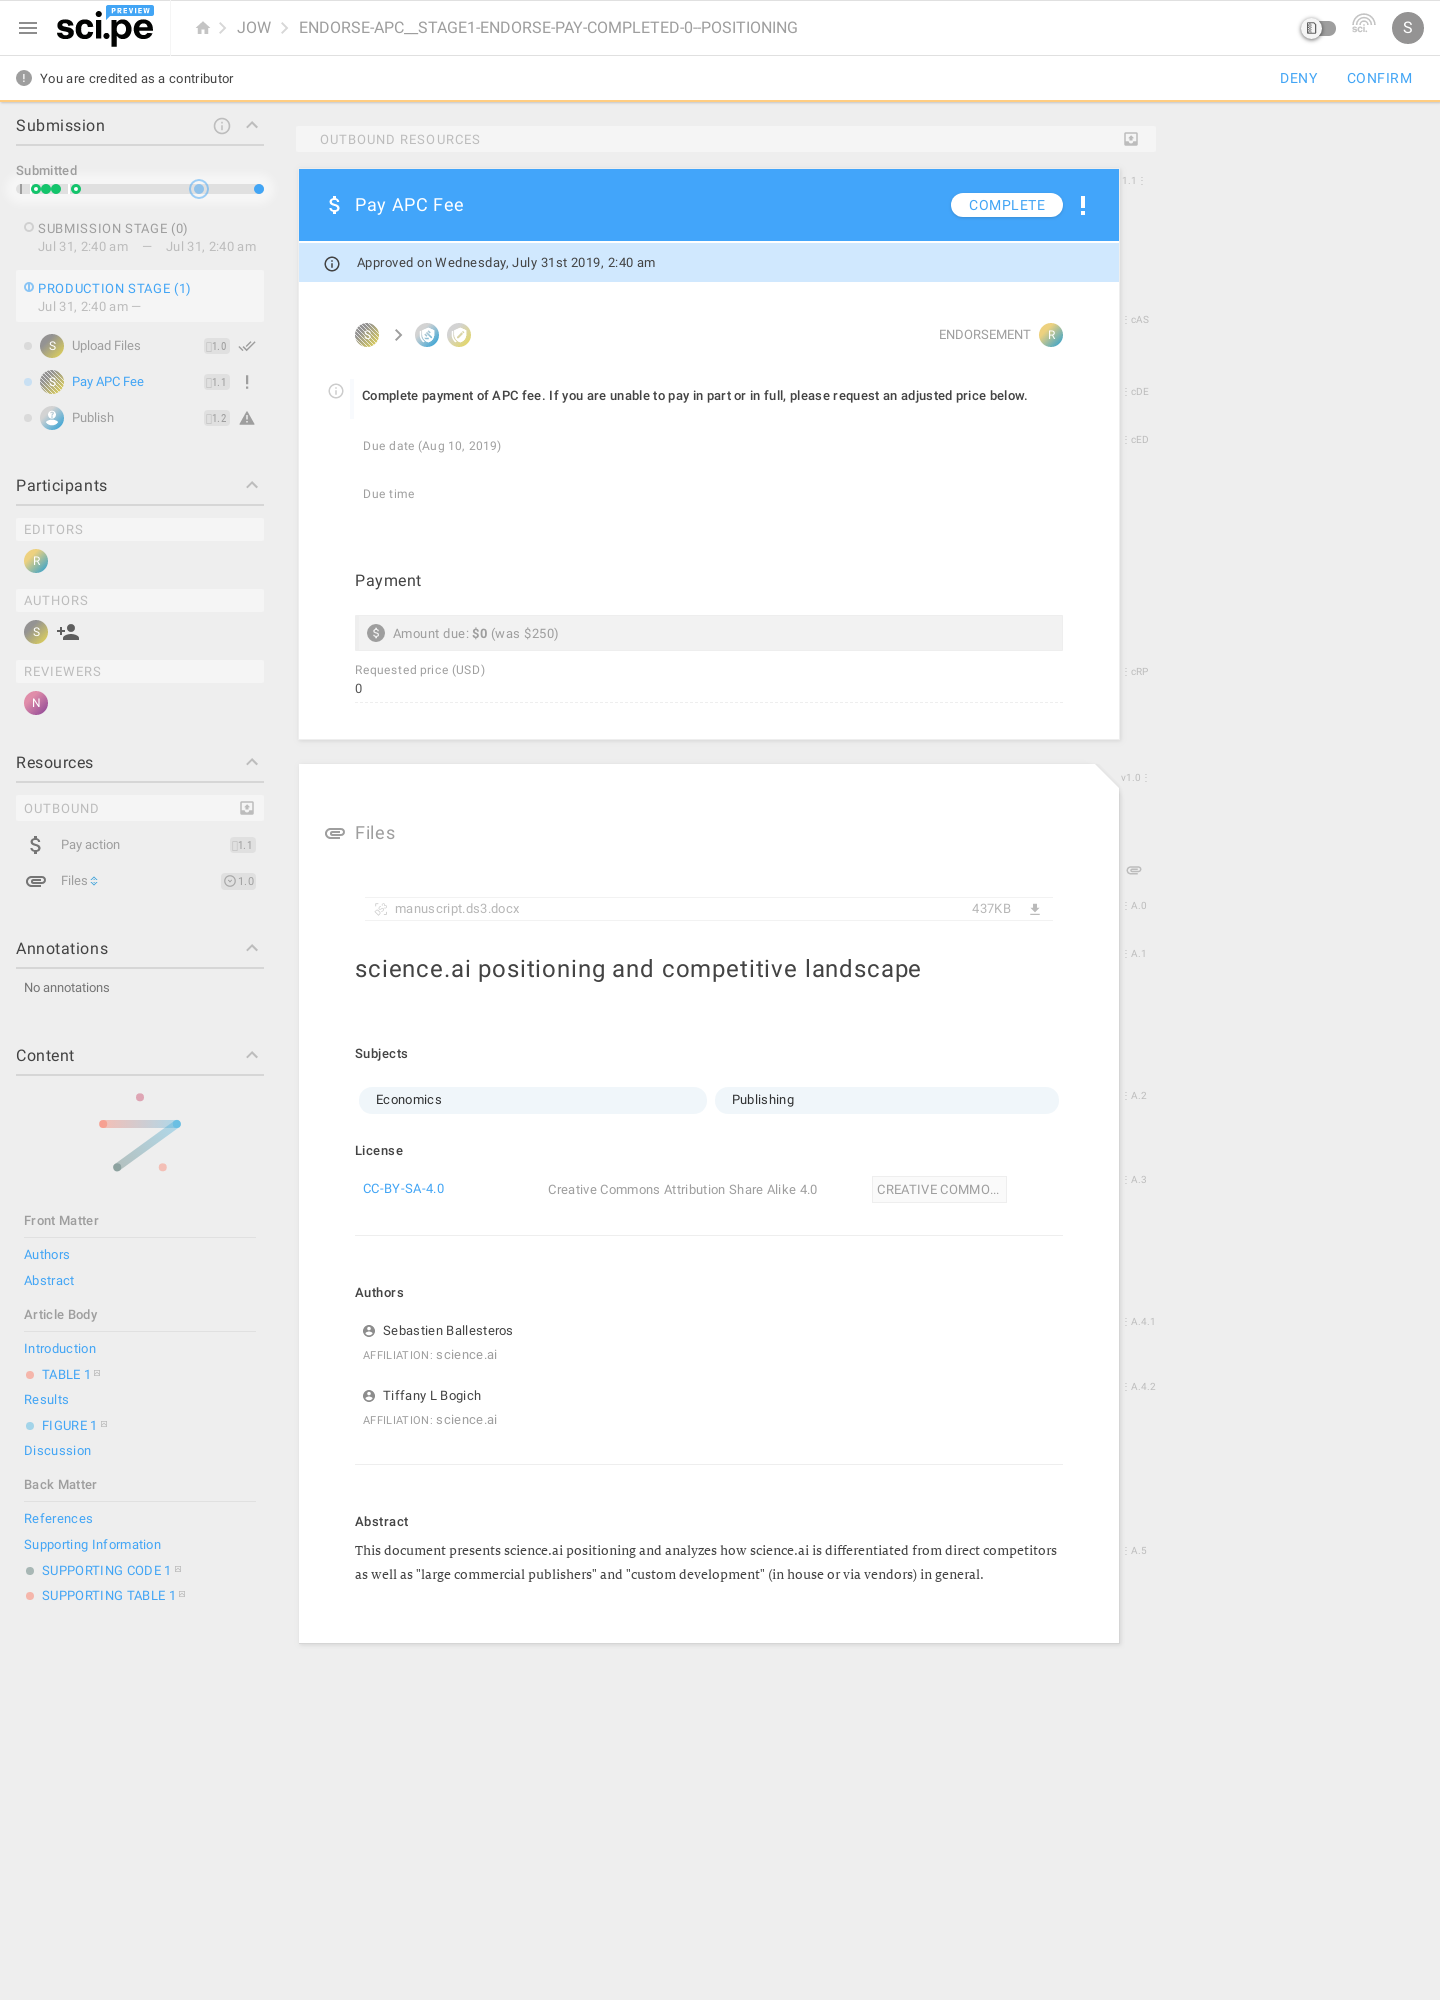 PREVIEW
sci.pe
JOW
ENDORSE-APC__STAGE1-ENDORSE-PAY-COMPLETED-0–POSITIONING
sci.
S
You are credited as a contributor
DENY
CONFIRM
Submission
Submitted
SUBMISSION STAGE (0)
Jul 31, 2:40 am — Jul 31, 2:40 am
PRODUCTION STAGE (1)
Jul 31, 2:40 am —
S Upload Files 1.0
S Pay APC Fee 1.1
Publish 1.2
Participants
EDITORS
R
AUTHORS
S
REVIEWERS
N
Resources
OUTBOUND
Pay action 1.1
Files 1.0
Annotations
No annotations
Content
Front Matter
Authors
Abstract
Article Body
Introduction
TABLE 1
Results
FIGURE 1
Discussion
Back Matter
References
Supporting Information
SUPPORTING CODE 1
SUPPORTING TABLE 1
OUTBOUND RESOURCES
$ Pay APC Fee
COMPLETE
1.1
Approved on Wednesday, July 31st 2019, 2:40 am
S
ENDORSEMENT R
cAS
Complete payment of APC fee. If you are unable to pay in part or in full, please request an adjusted price below.
cDE
Due date (Aug 10, 2019)
cED
Due time
Payment
$ Amount due: $0 (was $250)
Requested price (USD)
cRP
0
v1.0
Files
manuscript.ds3.docx 437KB
A.0
science.ai positioning and competitive landscape
A.1
Subjects
Economics
Publishing
A.2
License
CC-BY-SA-4.0
Creative Commons Attribution Share Alike 4.0
CREATIVE COMMO...
A.3
Authors
Sebastien Ballesteros
A.4.1
AFFILIATION: science.ai
Tiffany L Bogich
A.4.2
AFFILIATION: science.ai
Abstract
This document presents science.ai positioning and analyzes how science.ai is differentiated from direct competitors
A.5
as well as "large commercial publishers" and "custom development" (in house or via vendors) in general.